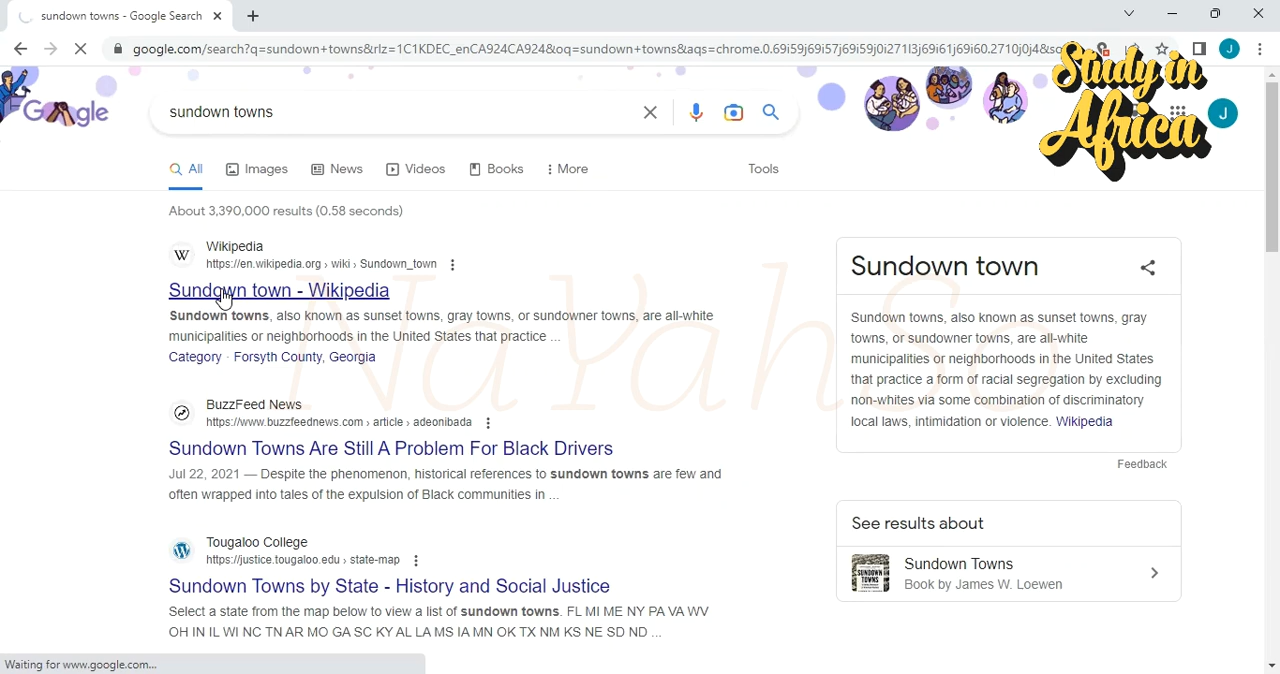 sundown towns - Google Search
google.com/search?q=sundown+towns&rlz=1C1KDEC_enCA924CA924&oq=sundown+towns&aqs=chrome.0.69i59j69i57j69i59j0i271l3j69i61j69i60.2710j0j4&so
Study in
Africa
J
Google
sundown towns
J
All
Images
News
Videos
Books
More
Tools
About 3,390,000 results (0.58 seconds)
W
Wikipedia
https://en.wikipedia.org › wiki › Sundown_town
Sundown town - Wikipedia
Sundown towns, also known as sunset towns, gray towns, or sundowner towns, are all-white
municipalities or neighborhoods in the United States that practice ...
Category · Forsyth County, Georgia
BuzzFeed News
https://www.buzzfeednews.com › article › adeonibada
Sundown Towns Are Still A Problem For Black Drivers
Jul 22, 2021 — Despite the phenomenon, historical references to sundown towns are few and
often wrapped into tales of the expulsion of Black communities in ...
Tougaloo College
https://justice.tougaloo.edu › state-map
Sundown Towns by State - History and Social Justice
Select a state from the map below to view a list of sundown towns. FL MI ME NY PA VA WV
OH IN IL WI NC TN AR MO GA SC KY AL LA MS IA MN OK TX NM KS NE SD ND ...
Sundown town
Sundown towns, also known as sunset towns, gray
towns, or sundowner towns, are all-white
municipalities or neighborhoods in the United States
that practice a form of racial segregation by excluding
non-whites via some combination of discriminatory
local laws, intimidation or violence. Wikipedia
Feedback
See results about
SUNDOWN
TOWNS
Sundown Towns
Book by James W. Loewen
NaYahSo
Waiting for www.google.com...